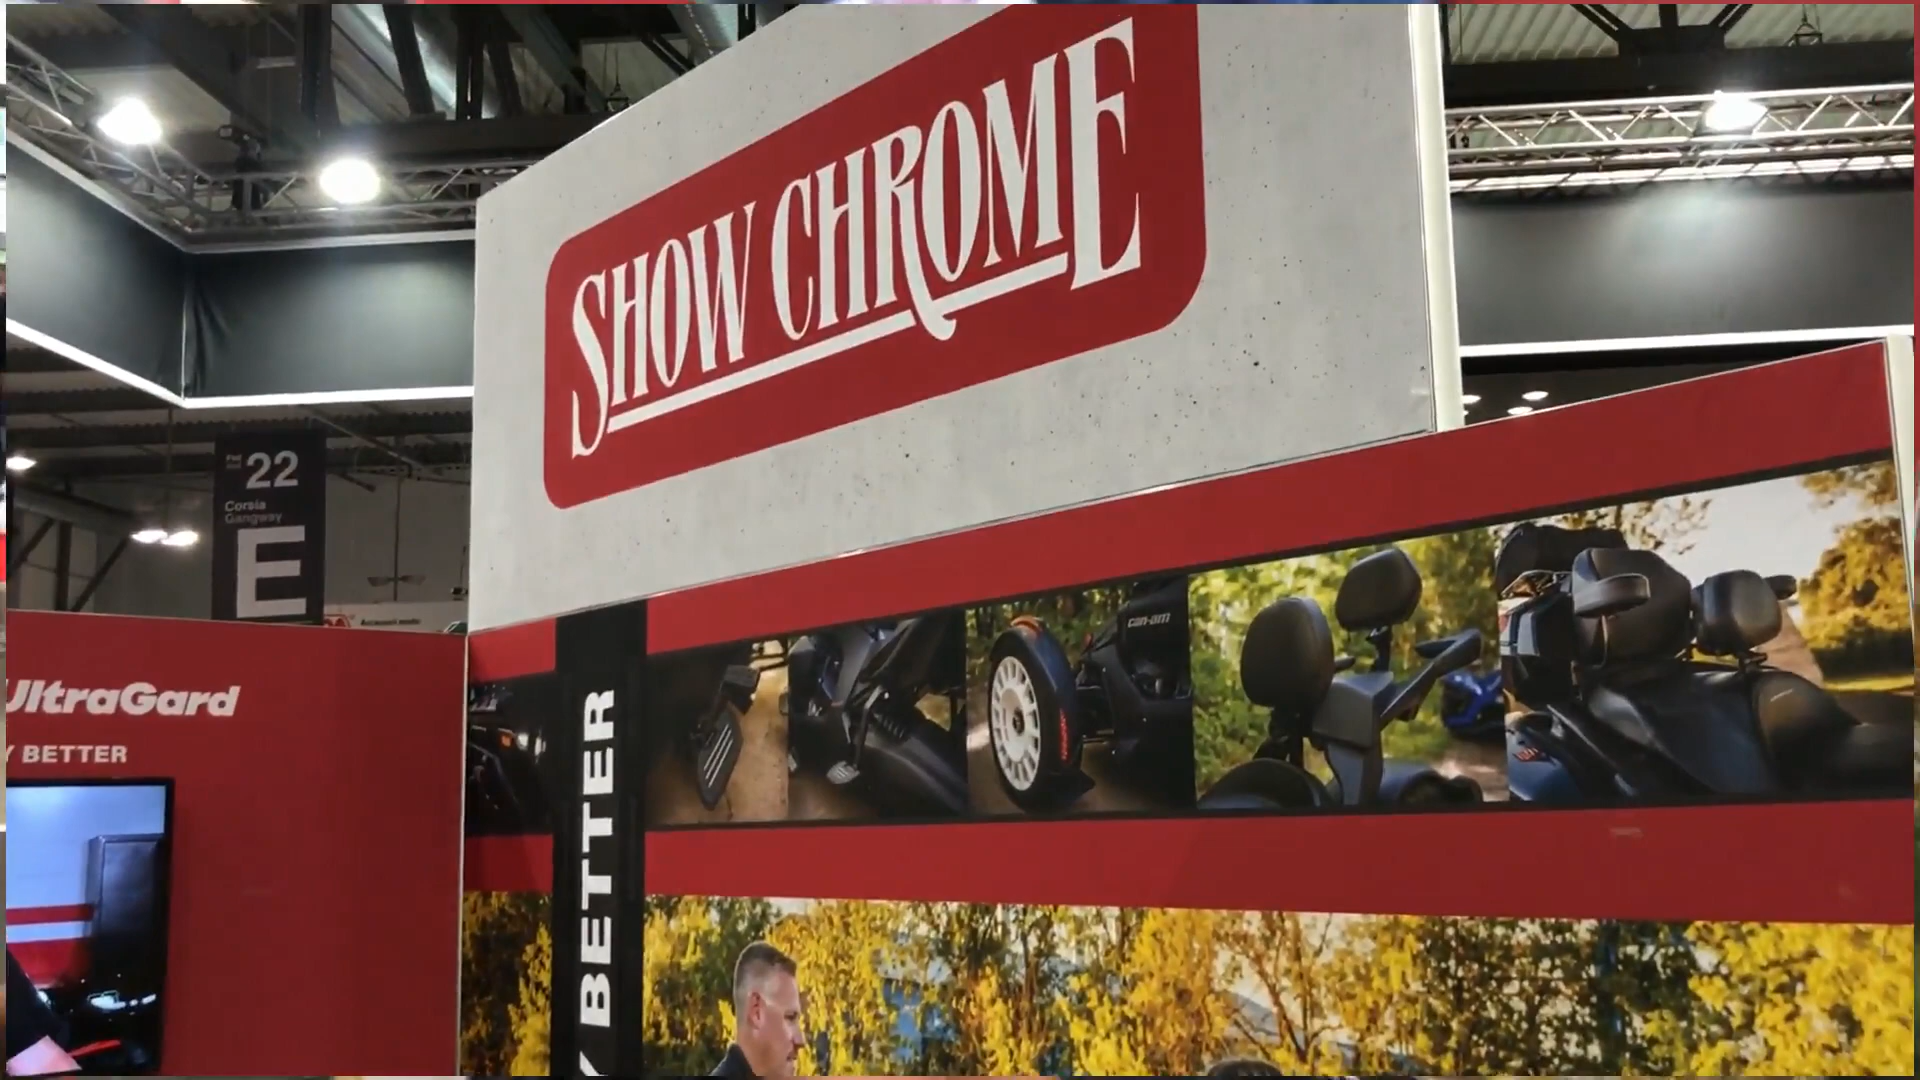 SHOW CHROME
22
Corsia
Gangway
E
can-am
UltraGard
Y BETTER
Y BETTER